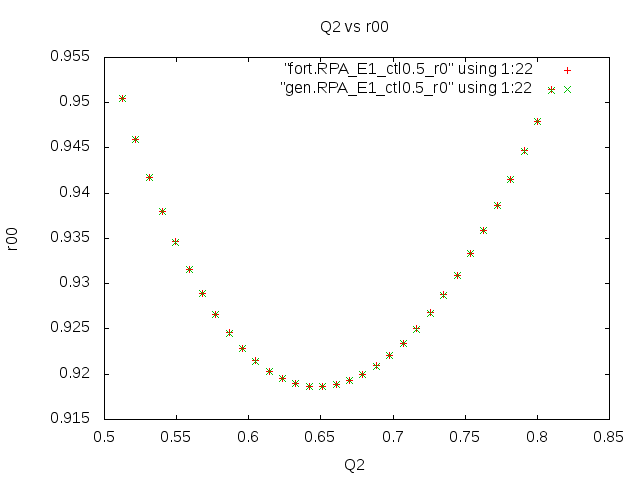 Q2 vs r00
"fort.RPA_E1_ctl0.5_r0" using 1:22
"gen.RPA_E1_ctl0.5_r0" using 1:22
0.955
0.95
0.945
0.94
0.935
0.93
0.925
0.92
0.915
r00
0.5 0.55 0.6 0.65 0.7 0.75 0.8 0.85
Q2